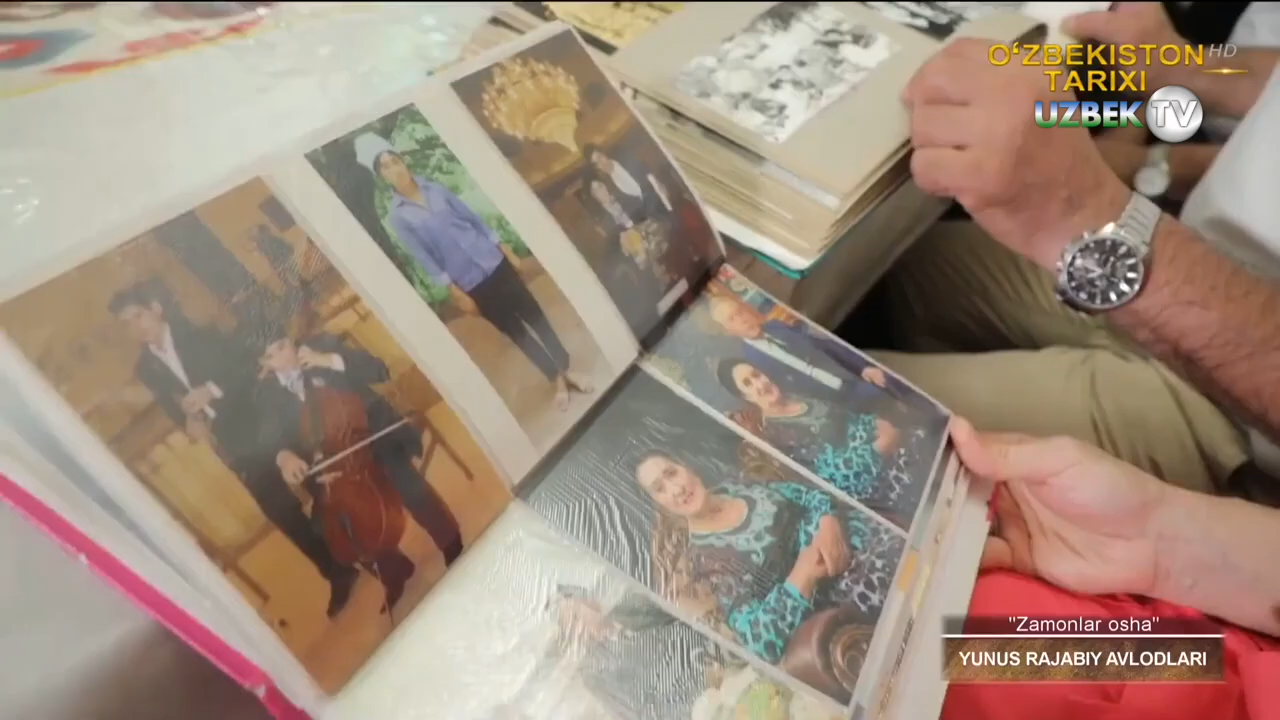 O‘ZBEKISTON HD
TARIXI
UZBEK TV
"Zamonlar osha"
YUNUS RAJABIY AVLODLARI